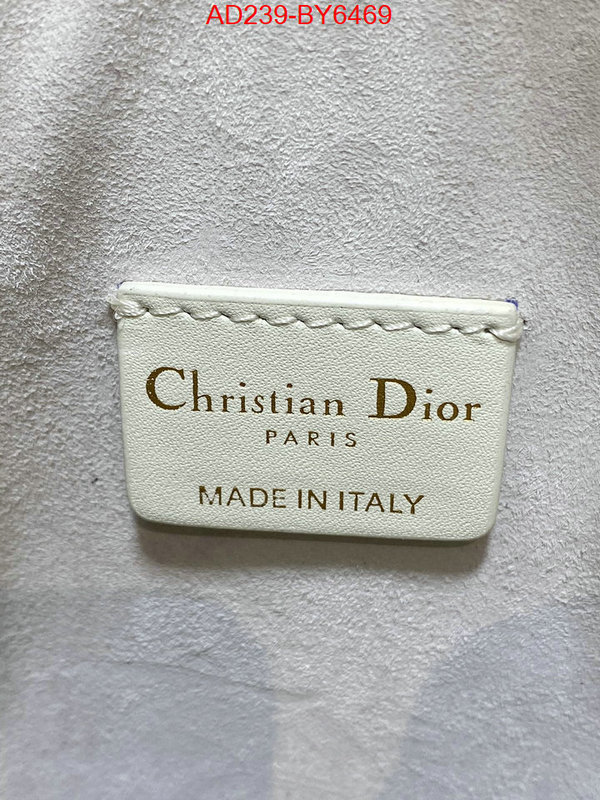 AD239-BY6469
Christian Dior
PARIS
MADE IN ITALY